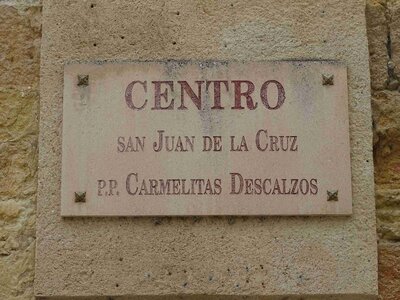 CENTRO
SAN JUAN DE LA CRUZ
P.P. CARMELITAS DESCALZOS